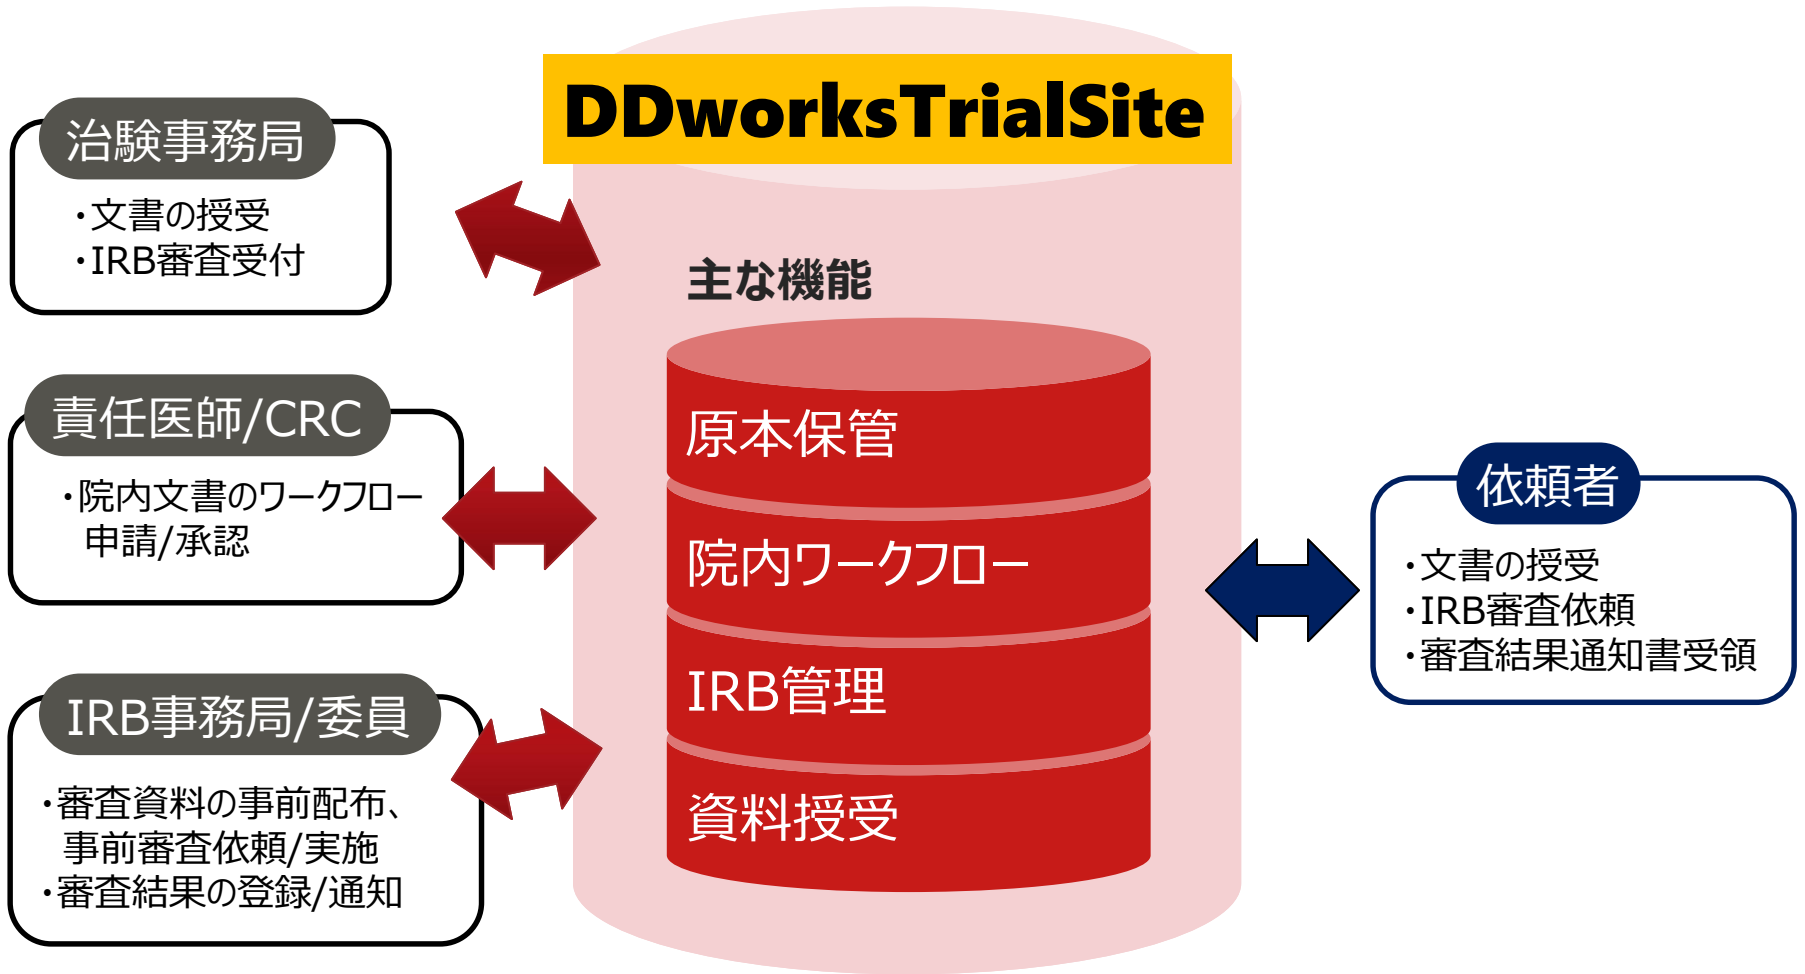 DDworksTrialSite
治験事務局
・文書の授受
・IRB審査受付
責任医師/CRC
・院内文書のワークフロー
申請/承認
IRB事務局/委員
・審査資料の事前配布、
事前審査依頼/実施
・審査結果の登録/通知
主な機能
原本保管
院内ワークフロー
IRB管理
資料授受
依頼者
・文書の授受
・IRB審査依頼
・審査結果通知書受領